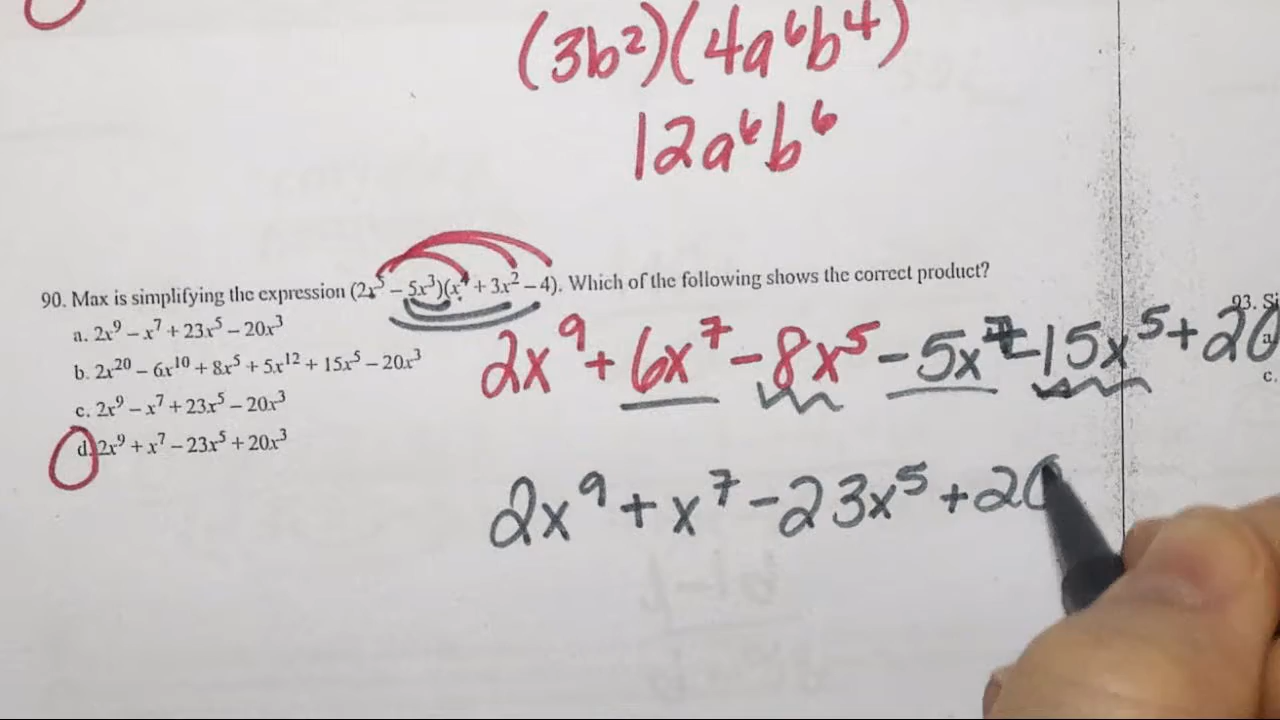 (3b²)(4a⁶b⁴)
12a⁶b⁶
90. Max is simplifying the expression (2x⁵ – 5x³)(x⁴ + 3x² – 4). Which of the following shows the correct product?
a. 2x⁹ – x⁷ + 23x⁵ – 20x³
b. 2x²⁰ – 6x¹⁰ + 8x⁵ + 5x¹² + 15x⁵ – 20x³
c. 2x⁹ – x⁷ + 23x⁵ – 20x³
d. 2x⁹ + x⁷ – 23x⁵ + 20x³
2x⁹ + 6x⁷ – 8x⁵ – 5x⁷ – 15x⁵ + 20
2x⁹ + x⁷ – 23x⁵ + 20
93. Si
a.
c.